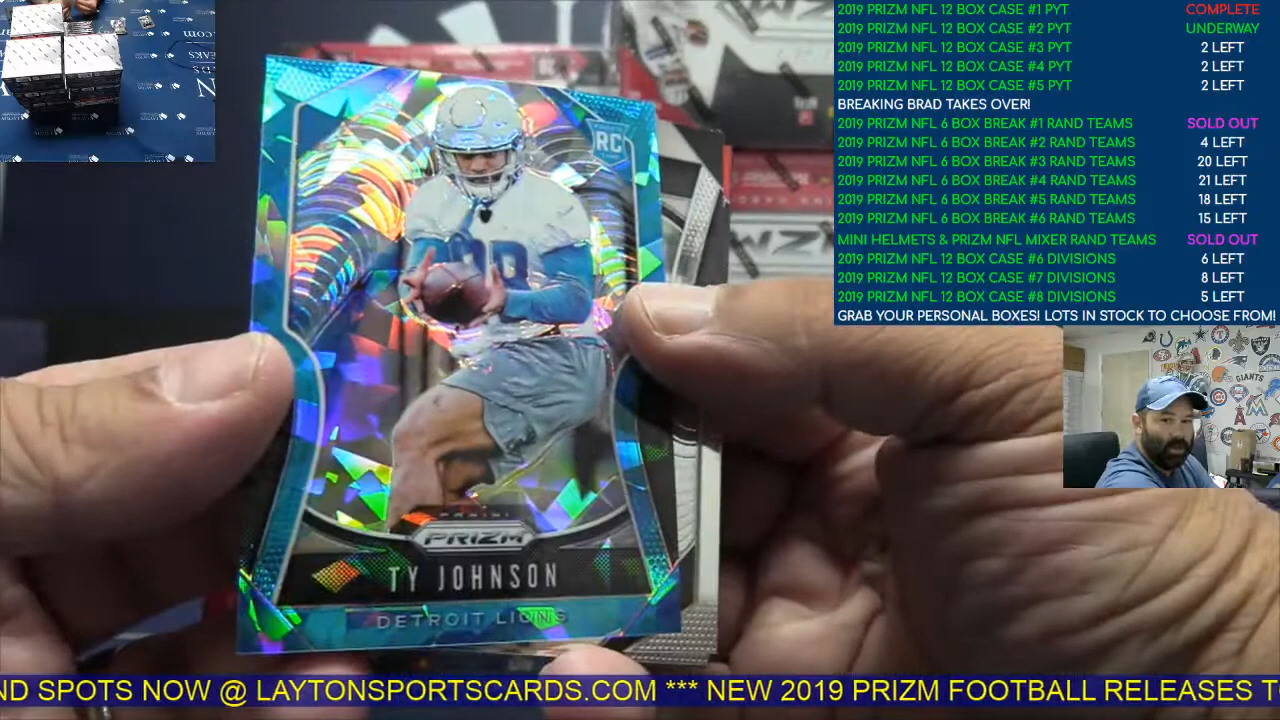 2019 PRIZM NFL 12 BOX CASE #1 PYT COMPLETE
2019 PRIZM NFL 12 BOX CASE #2 PYT UNDERWAY
2019 PRIZM NFL 12 BOX CASE #3 PYT 2 LEFT
2019 PRIZM NFL 12 BOX CASE #4 PYT 2 LEFT
2019 PRIZM NFL 12 BOX CASE #5 PYT 2 LEFT
BREAKING BRAD TAKES OVER!
2019 PRIZM NFL 6 BOX BREAK #1 RAND TEAMS SOLD OUT
2019 PRIZM NFL 6 BOX BREAK #2 RAND TEAMS 4 LEFT
2019 PRIZM NFL 6 BOX BREAK #3 RAND TEAMS 20 LEFT
2019 PRIZM NFL 6 BOX BREAK #4 RAND TEAMS 21 LEFT
2019 PRIZM NFL 6 BOX BREAK #5 RAND TEAMS 18 LEFT
2019 PRIZM NFL 6 BOX BREAK #6 RAND TEAMS 15 LEFT
MINI HELMETS & PRIZM NFL MIXER RAND TEAMS SOLD OUT
2019 PRIZM NFL 12 BOX CASE #6 DIVISIONS 6 LEFT
2019 PRIZM NFL 12 BOX CASE #7 DIVISIONS 8 LEFT
2019 PRIZM NFL 12 BOX CASE #8 DIVISIONS 5 LEFT
GRAB YOUR PERSONAL BOXES! LOTS IN STOCK TO CHOOSE FROM!
RC
PANINI
PRIZM
TY JOHNSON
DETROIT LIONS
GIANTS
ND SPOTS NOW @ LAYTONSPORTSCARDS.COM *** NEW 2019 PRIZM FOOTBALL RELEASES T